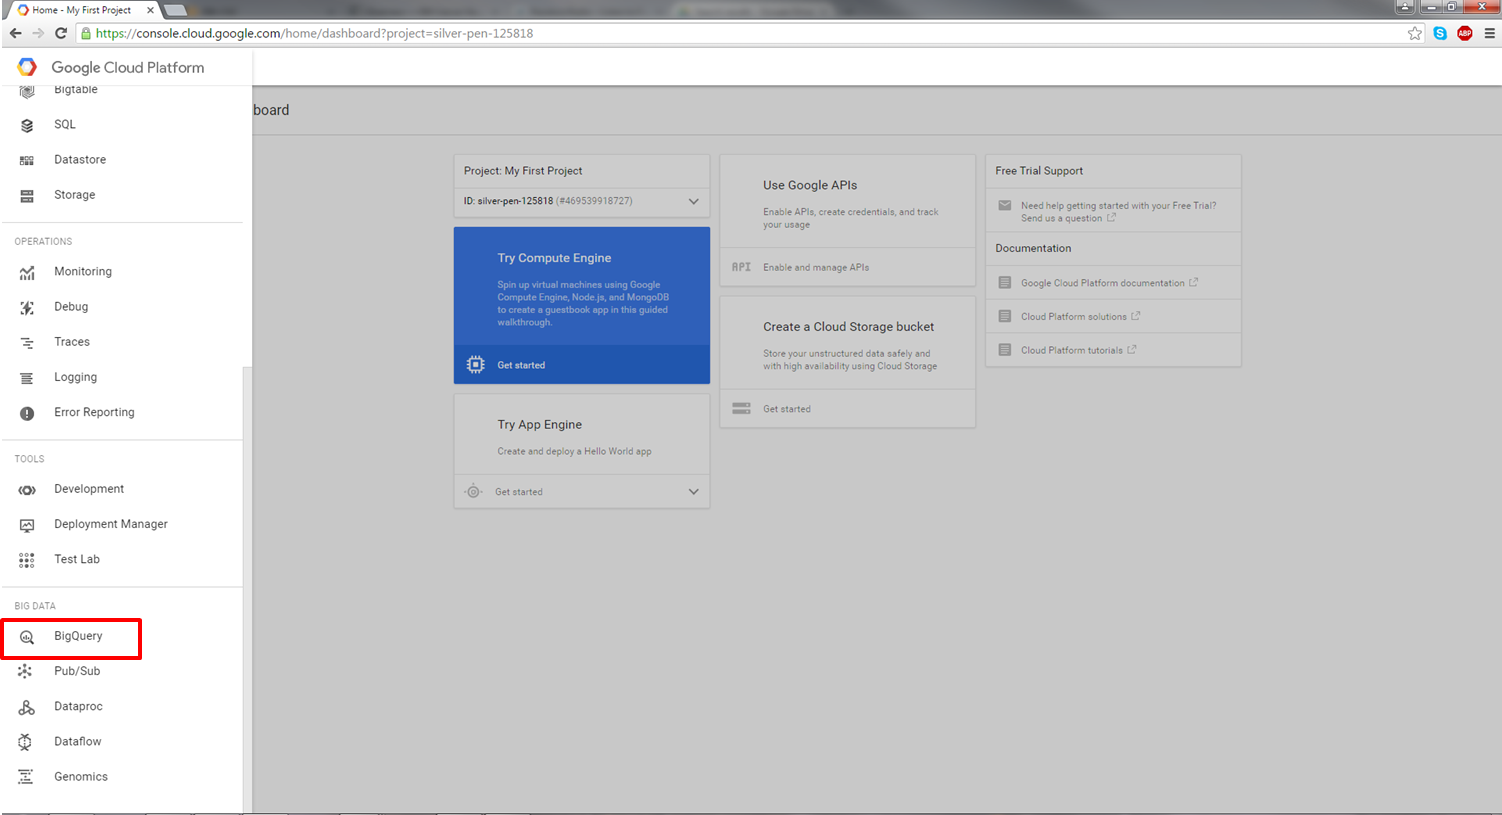 Home - My First Project
https://console.cloud.google.com/home/dashboard?project=silver-pen-125818
ABP
Google Cloud Platform
Bigtable
SQL
Datastore
Storage
OPERATIONS
Monitoring
Debug
Traces
Logging
Error Reporting
TOOLS
Development
Deployment Manager
Test Lab
BIG DATA
BigQuery
Pub/Sub
Dataproc
Dataflow
Genomics
board
Project: My First Project
ID: silver-pen-125818 (#469539918727)
Try Compute Engine
Spin up virtual machines using Google
Compute Engine, Node.js, and MongoDB
to create a guestbook app in this guided
walkthrough.
Get started
Try App Engine
Create and deploy a Hello World app
Get started
Use Google APIs
Enable APIs, create credentials, and track
your usage
API Enable and manage APIs
Create a Cloud Storage bucket
Store your unstructured data safely and
with high availability using Cloud Storage
Get started
Free Trial Support
Need help getting started with your Free Trial?
Send us a question
Documentation
Google Cloud Platform documentation
Cloud Platform solutions
Cloud Platform tutorials